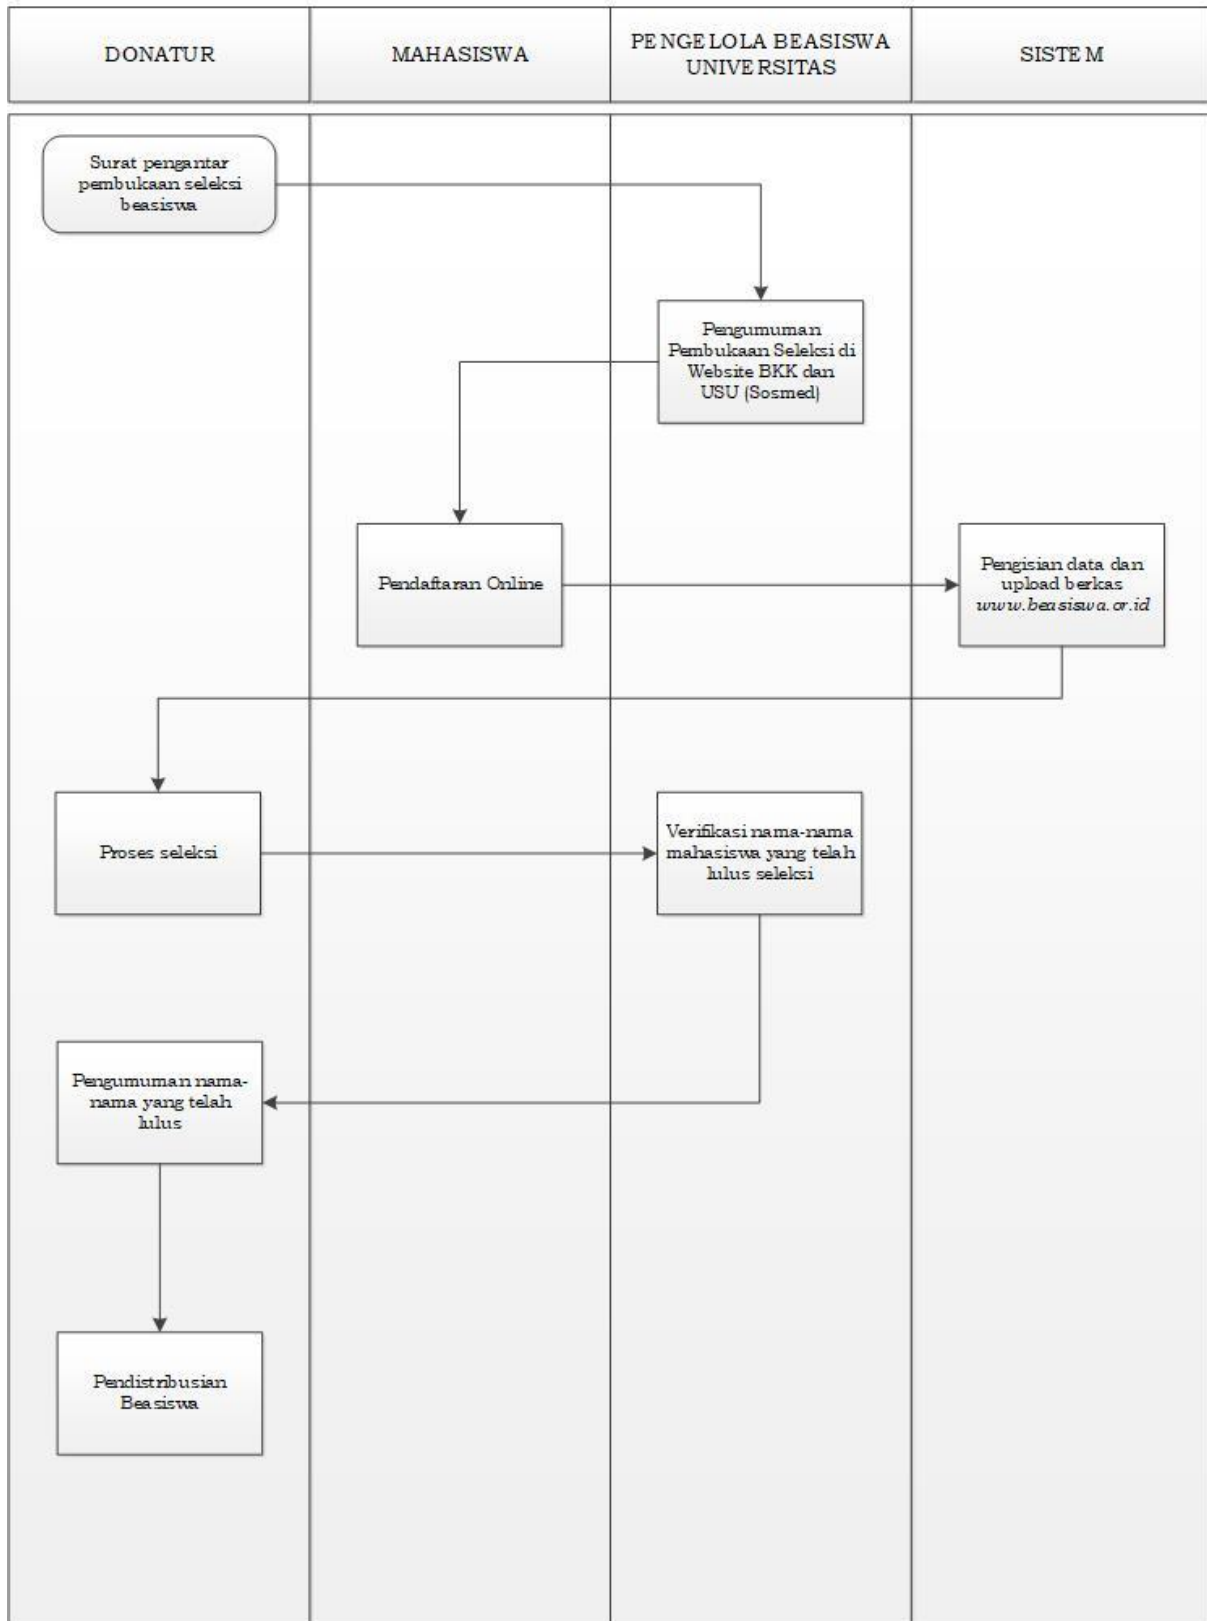 DONATUR
MAHASISWA
PENGELOLA BEASISWA
UNIVERSITAS
SISTEM
Surat pengantar
pembukaan seleksi
beasiswa
Pengumuman
Pembukaan Seleksi di
Website BKK dan
USU (Sosmed)
Pendaftaran Online
Pengisian data dan
upload berkas
www.beasiswa.or.id
Proses seleksi
Verifikasi nama-nama
mahasiswa yang telah
lulus seleksi
Pengumuman nama-
nama yang telah
lulus
Pendistribusian
Beasiswa